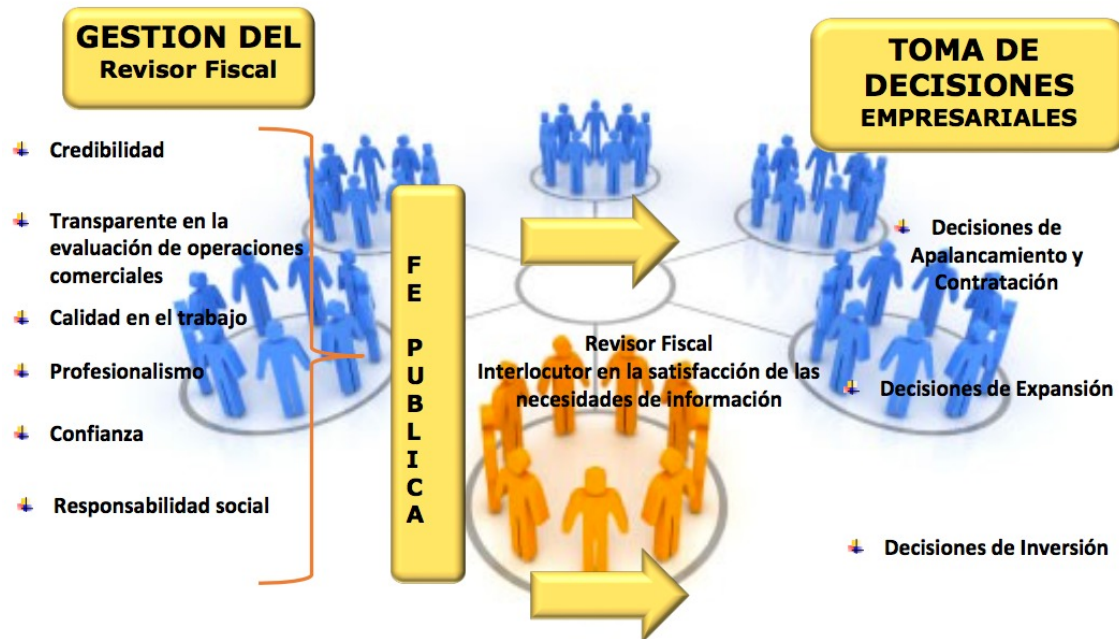 GESTION DEL
Revisor Fiscal
Credibilidad
Transparente en la
evaluación de operaciones
comerciales
Calidad en el trabajo
Profesionalismo
Confianza
Responsabilidad social
FE PUBLICA
Revisor Fiscal
Interlocutor en la satisfacción de las
necesidades de información
TOMA DE
DECISIONES
EMPRESARIALES
Decisiones de
Apalancamiento y
Contratación
Decisiones de Expansión
Decisiones de Inversión